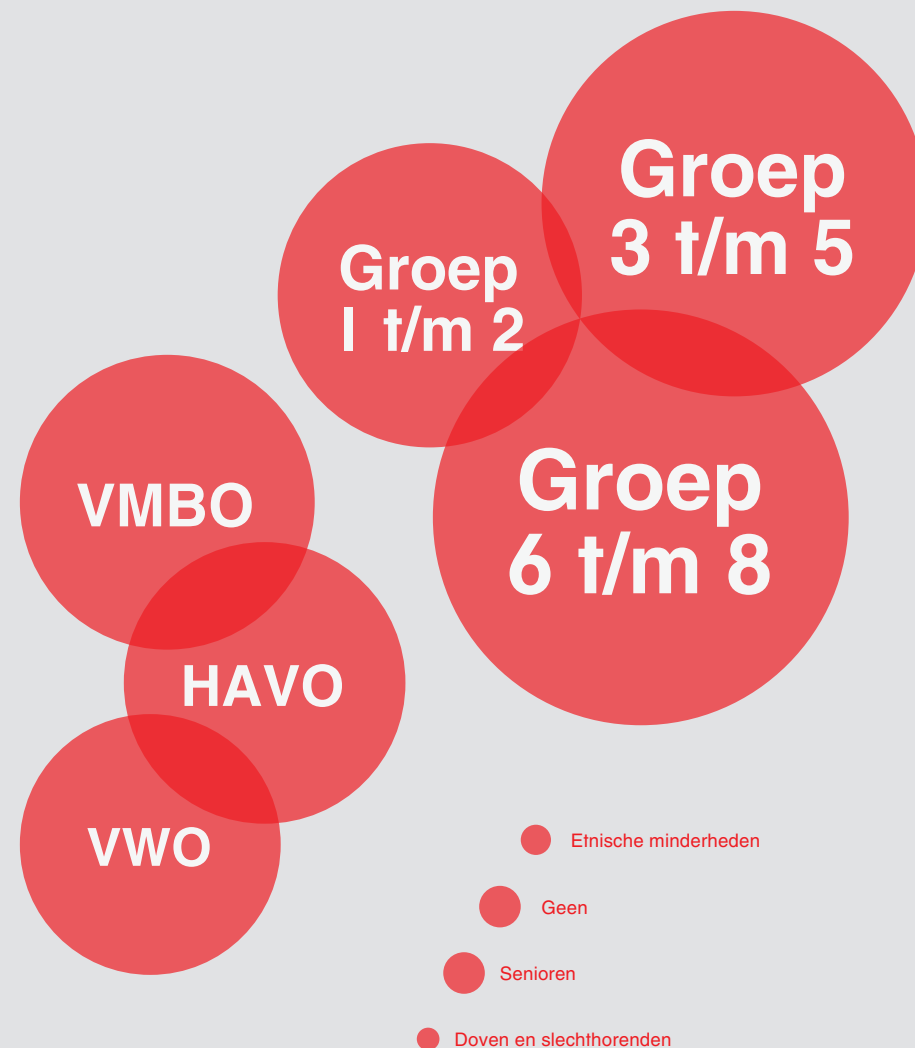 Groep
3 t/m 5
Groep
1 t/m 2
Groep
6 t/m 8
VMBO
HAVO
VWO
Etnische minderheden
Geen
Senioren
Doven en slechthorenden